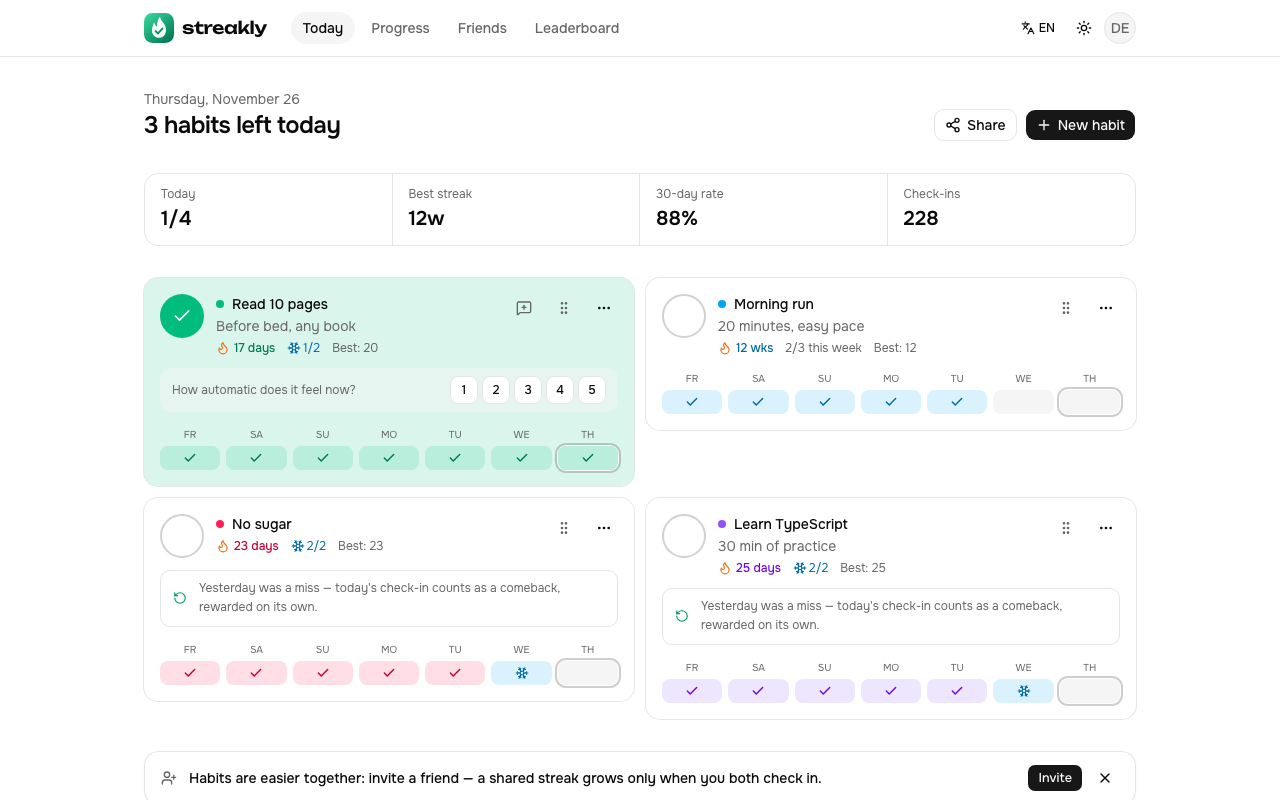 streakly
Today
Progress
Friends
Leaderboard
EN
DE
Thursday, November 26
3 habits left today
Share
New habit
Today
1/4
Best streak
12w
30-day rate
88%
Check-ins
228
Read 10 pages
Before bed, any book
17 days
1/2
Best: 20
How automatic does it feel now?
1
2
3
4
5
FR
SA
SU
MO
TU
WE
TH
Morning run
20 minutes, easy pace
12 wks
2/3 this week
Best: 12
FR
SA
SU
MO
TU
WE
TH
No sugar
23 days
2/2
Best: 23
Yesterday was a miss — today's check-in counts as a comeback,
rewarded on its own.
FR
SA
SU
MO
TU
WE
TH
Learn TypeScript
30 min of practice
25 days
2/2
Best: 25
Yesterday was a miss — today's check-in counts as a comeback,
rewarded on its own.
FR
SA
SU
MO
TU
WE
TH
Habits are easier together: invite a friend — a shared streak grows only when you both check in.
Invite